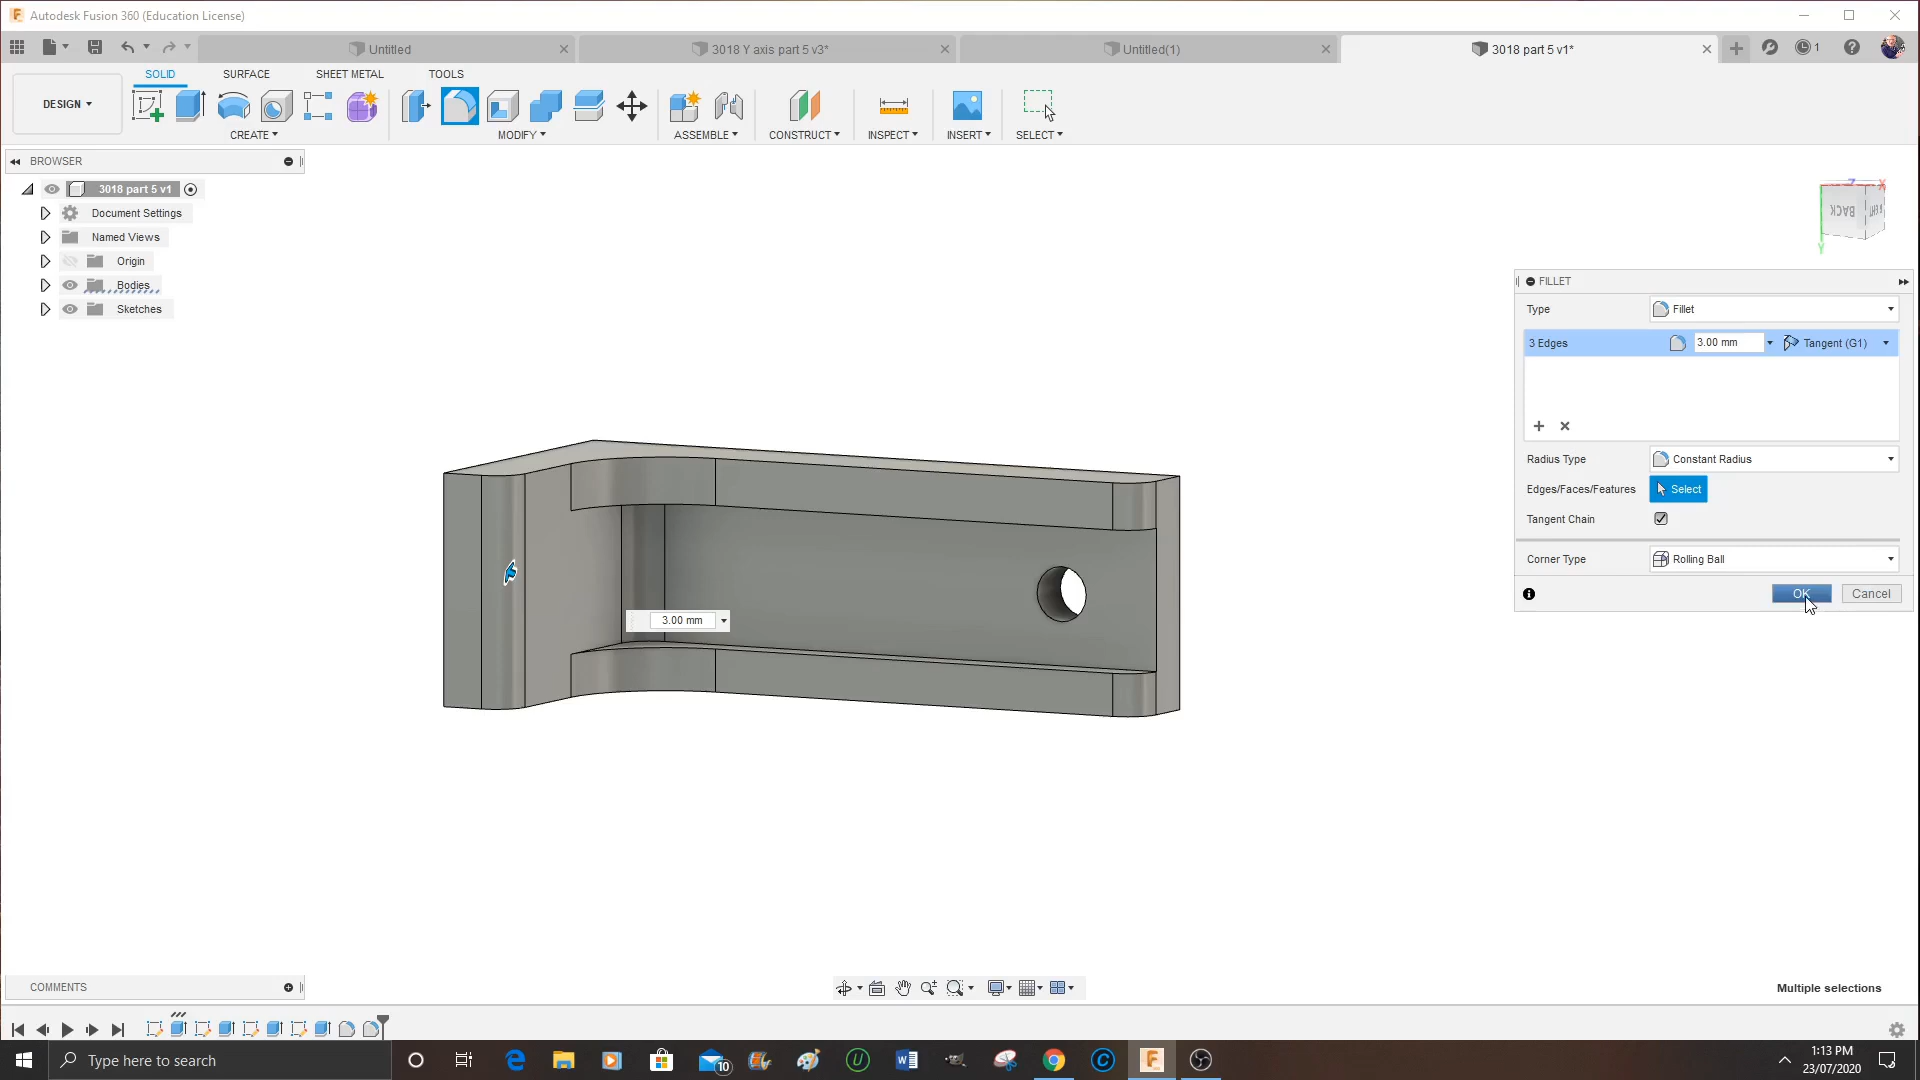 Autodesk Fusion 360 (Education License)
Untitled
3018 Y axis part 5 v3*
Untitled(1)
3018 part 5 v1*
1
SOLID
SURFACE
SHEET METAL
TOOLS
DESIGN
CREATE
MODIFY
ASSEMBLE
CONSTRUCT
INSPECT
INSERT
SELECT
BROWSER
3018 part 5 v1
Document Settings
Named Views
Origin
Bodies
Sketches
Z
X
BACK
Y
FILLET
Type
Fillet
3 Edges
3.00 mm
Tangent (G1)
Radius Type
Constant Radius
Edges/Faces/Features
Select
Tangent Chain
Corner Type
Rolling Ball
OK
Cancel
3.00 mm
COMMENTS
Multiple selections
Type here to search
10
1:13 PM
23/07/2020